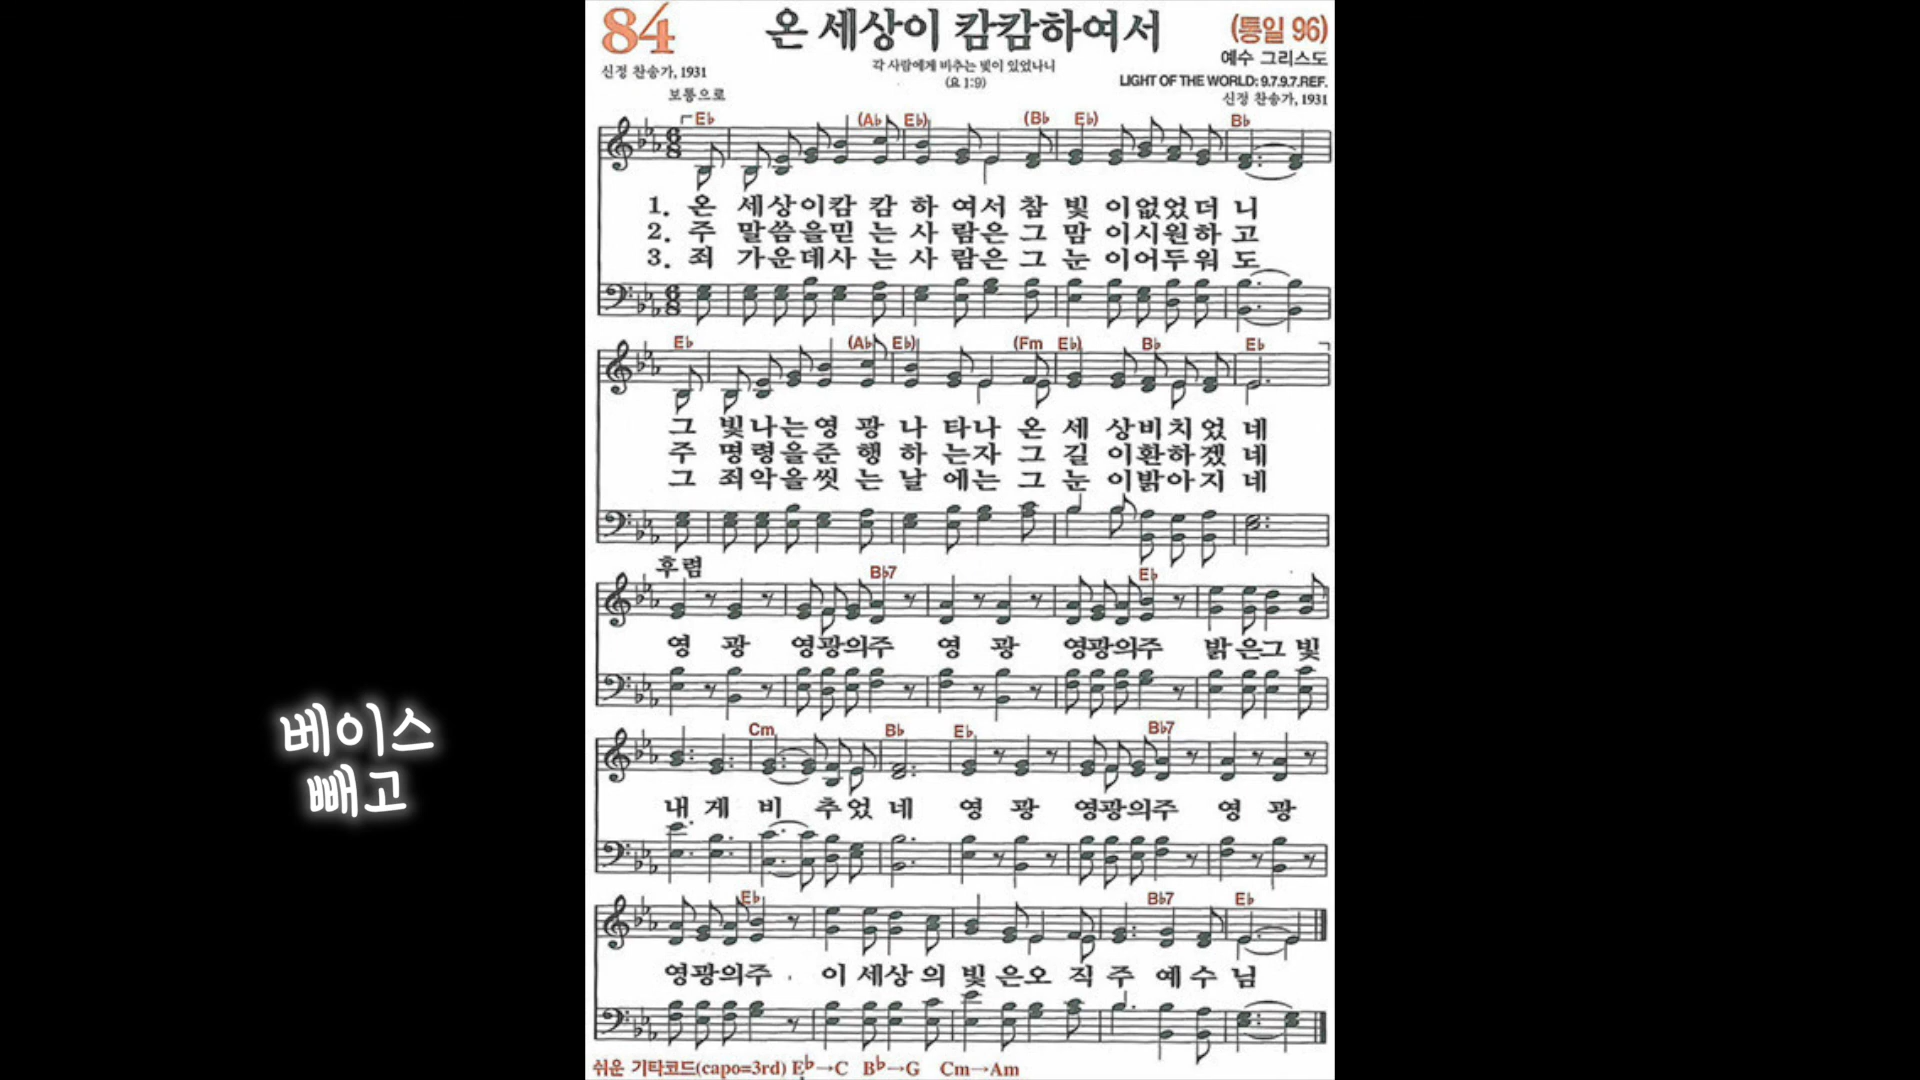 84
온 세상이 캄캄하여서
(통일 96)
예수 그리스도
신정 찬송가, 1931
각 사람에게 비추는 빛이 있었나니
(요 1:9)
LIGHT OF THE WORLD: 9.7.9.7.REF.
신정 찬송가, 1931
보통으로
E♭ (A♭ E♭) (B♭ E♭) B♭
1. 온 세상이캄 캄 하 여서 참 빛 이없었더 니
2. 주 말씀을믿 는 사 람은 그 맘 이시원하 고
3. 죄 가운데사 는 사 람은 그 눈 이어두워 도
E♭ (A♭ E♭) (Fm E♭) B♭ E♭
그 빛나는영 광 나 타나 온 세 상비치었 네
주 명령을준 행 하 는자 그 길 이환하겠 네
그 죄악을씻 는 날 에는 그 눈 이밝아지 네
후렴
B♭7 E♭
영 광 영광의주 영 광 영광의주 밝은그 빛
Cm B♭ E♭ B♭7
내 게 비 추었 네 영 광 영광의주 영 광
E♭ B♭7 E♭
영광의주 이 세상 의 빛 은오 직 주 예 수 님
쉬운 기타코드(capo=3rd) E♭→C B♭→G Cm→Am
베이스
빼고